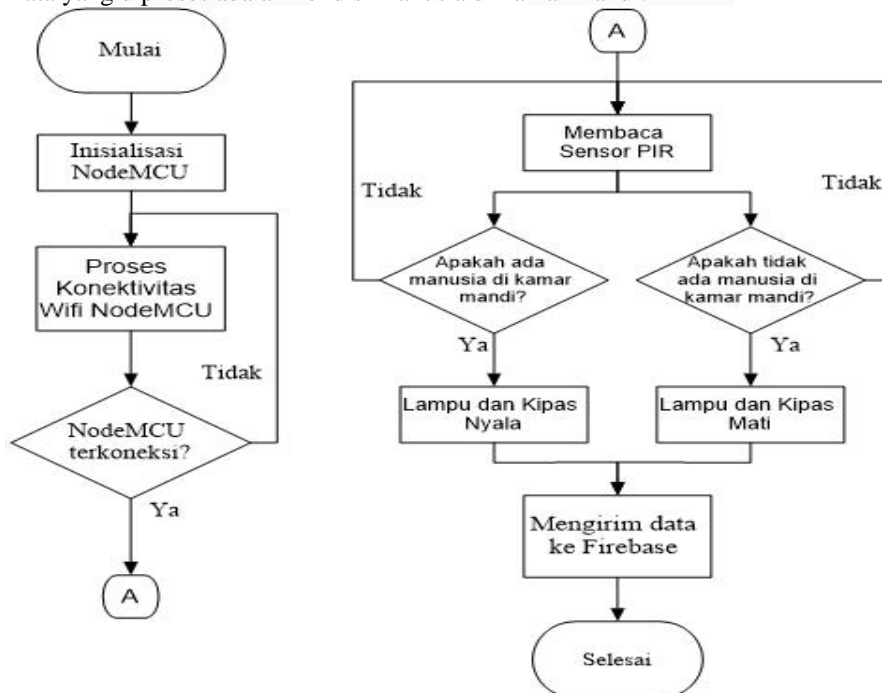 Mulai
Inisialisasi
NodeMCU
Proses
Konektivitas
Wifi NodeMCU
Tidak
NodeMCU
terkoneksi?
Ya
A
A
Membaca
Sensor PIR
Tidak
Tidak
Apakah ada
manusia di kamar
mandi?
Apakah tidak
ada manusia di
kamar mandi?
Ya
Ya
Lampu dan Kipas
Nyala
Lampu dan Kipas
Mati
Mengirim data
ke Firebase
Selesai